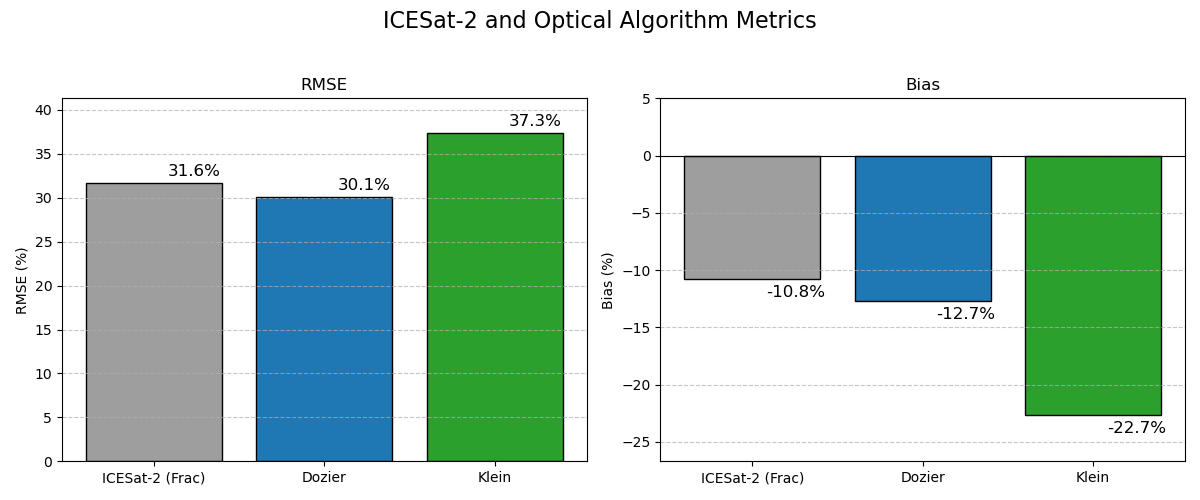 ICESat-2 and Optical Algorithm Metrics
RMSE
RMSE (%)
40
35
30
25
20
15
10
5
0
31.6%
30.1%
37.3%
ICESat-2 (Frac)
Dozier
Klein
Bias
Bias (%)
5
0
−5
−10
−15
−20
−25
-10.8%
-12.7%
-22.7%
ICESat-2 (Frac)
Dozier
Klein